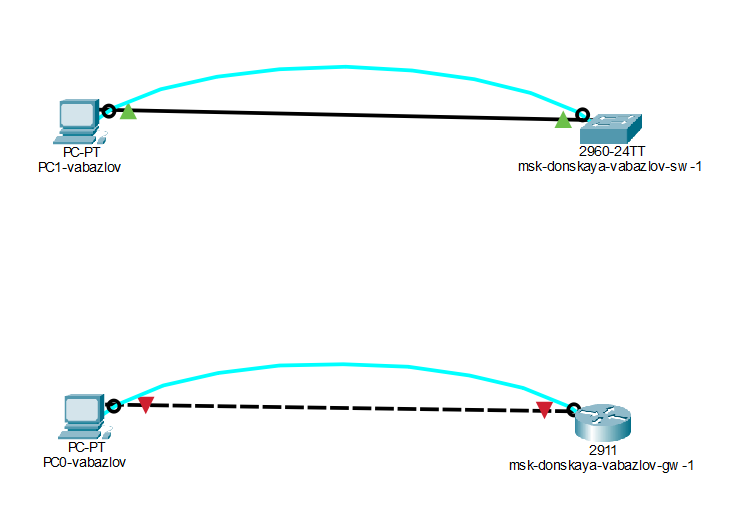 PC-PT
PC1-vabazlov
2960-24TT
msk-donskaya-vabazlov-sw-1
PC-PT
PC0-vabazlov
2911
msk-donskaya-vabazlov-gw-1